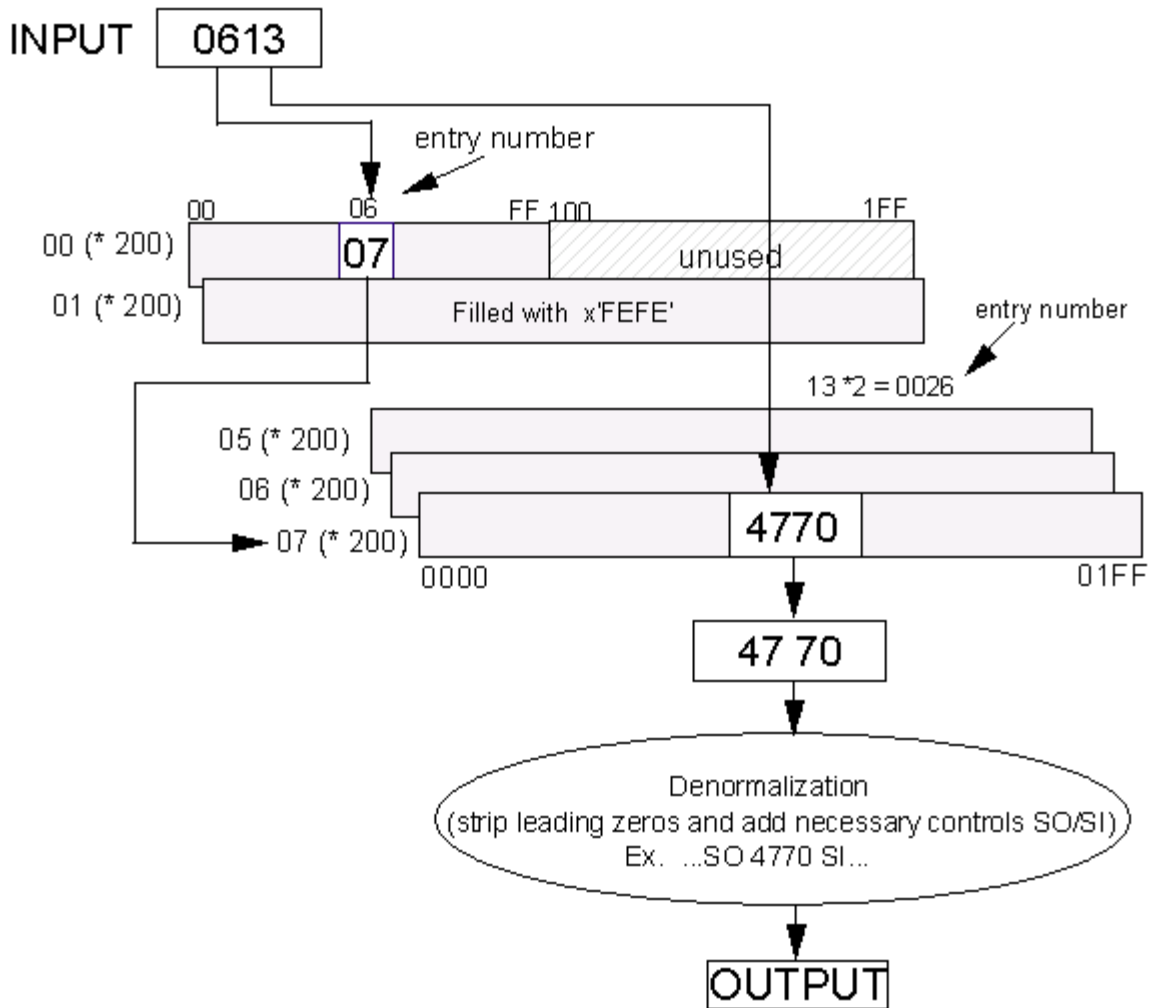 INPUT 0613
entry number
00 06 FF 100 1FF
00 (* 200) 07 unused
01 (* 200) Filled with x'FEFE'
entry number
13 *2 = 0026
05 (* 200)
06 (* 200)
07 (* 200) 4770
0000 01FF
47 70
Denormalization
(strip leading zeros and add necessary controls SO/SI)
Ex. ...SO 4770 SI...
OUTPUT